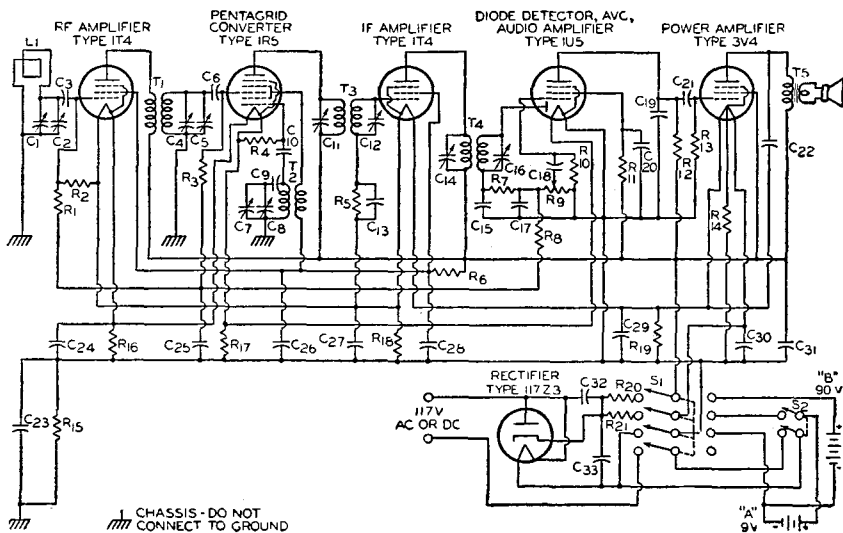 RF AMPLIFIER
TYPE 1T4
PENTAGRID
CONVERTER
TYPE 1R5
IF AMPLIFIER
TYPE 1T4
DIODE DETECTOR, AVC,
AUDIO AMPLIFIER
TYPE 1U5
POWER AMPLIFIER
TYPE 3V4
L1
C3
C1
C2
R1
R2
T1
C4
C5
C6
R3
R4
C10
T2
C9
C7
C8
C11
T3
C12
R5
C13
R6
C14
T4
C16
C15
R7
C17
C18
R9
R8
R10
R11
C20
C19
C21
R12
R13
R14
C22
T5
C24
R16
C25
R17
C26
C27
R18
C28
C29
R19
C30
C31
C23
R15
RECTIFIER
TYPE 117Z3
117V
AC OR DC
C32
R20
R21
C33
S1
S2
"B"
90 V
+
-
"A"
9V
-
+
CHASSIS - DO NOT
CONNECT TO GROUND